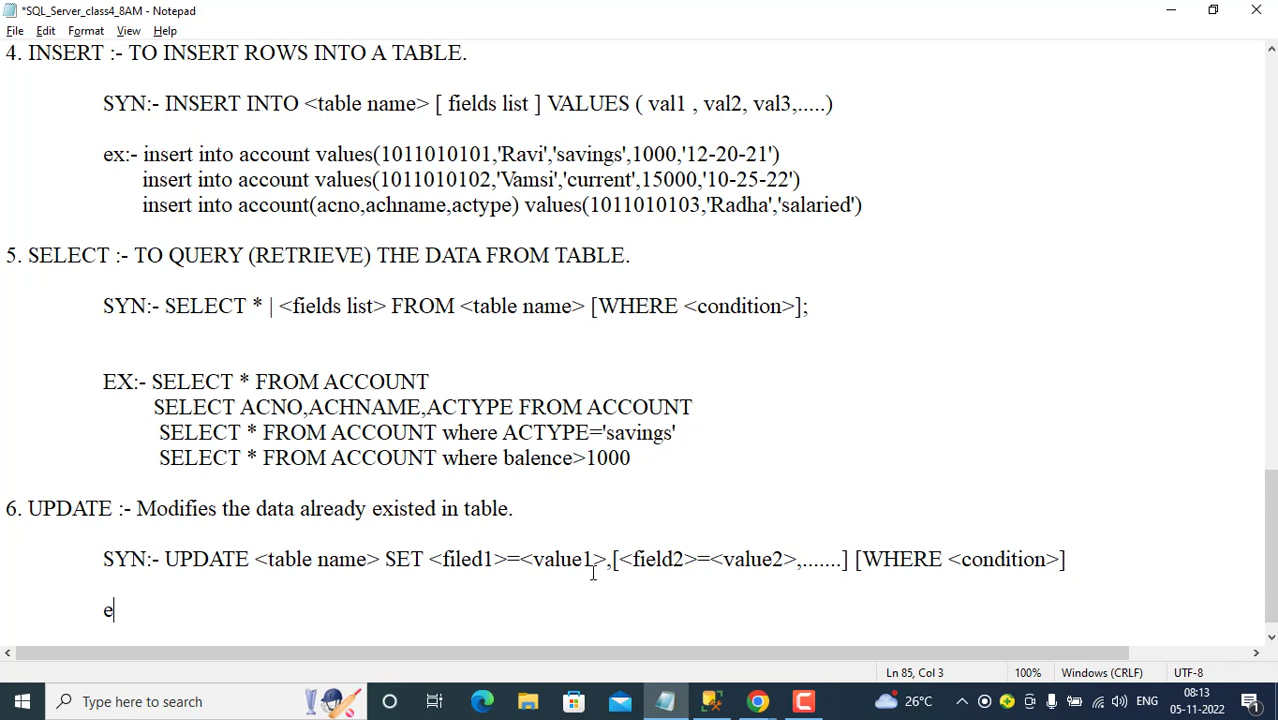 *SQL_Server_class4_8AM - Notepad
File Edit Format View Help
4. INSERT :- TO INSERT ROWS INTO A TABLE.
SYN:- INSERT INTO <table name> [ fields list ] VALUES ( val1 , val2, val3,.....)
ex:- insert into account values(1011010101,'Ravi','savings',1000,'12-20-21')
insert into account values(1011010102,'Vamsi','current',15000,'10-25-22')
insert into account(acno,achname,actype) values(1011010103,'Radha','salaried')
5. SELECT :- TO QUERY (RETRIEVE) THE DATA FROM TABLE.
SYN:- SELECT * | <fields list> FROM <table name> [WHERE <condition>];
EX:- SELECT * FROM ACCOUNT
SELECT ACNO,ACHNAME,ACTYPE FROM ACCOUNT
SELECT * FROM ACCOUNT where ACTYPE='savings'
SELECT * FROM ACCOUNT where balence>1000
6. UPDATE :- Modifies the data already existed in table.
SYN:- UPDATE <table name> SET <filed1>=<value1>,[<field2>=<value2>,.......] [WHERE <condition>]
e
Ln 85, Col 3 100% Windows (CRLF) UTF-8
Type here to search 26°C ENG 08:13
05-11-2022 1